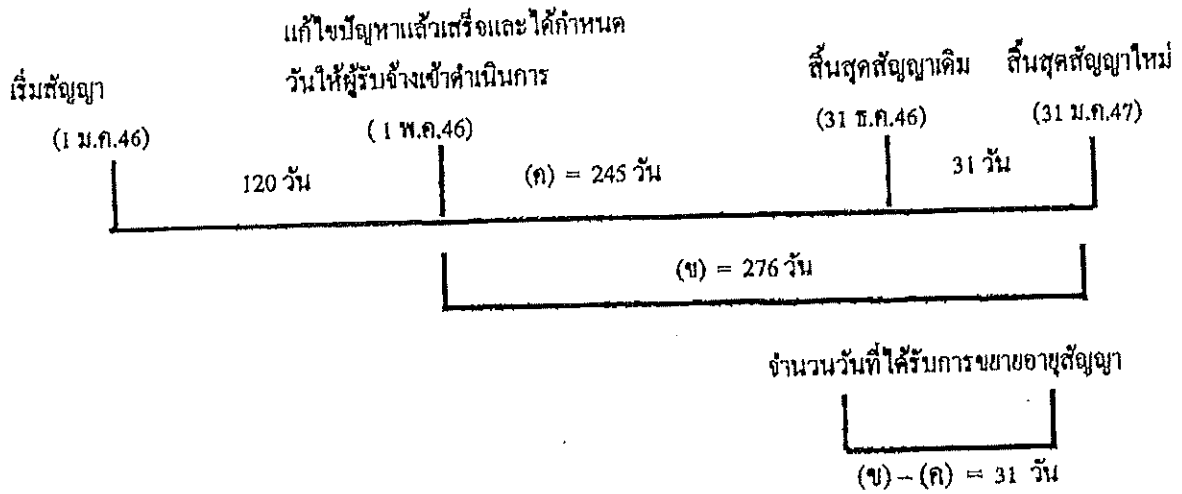 แก้ไขปัญหาแล้วเสร็จและได้กำหนด
วันให้ผู้รับจ้างเข้าดำเนินการ
เริ่มสัญญา
สิ้นสุดสัญญาเดิม
สิ้นสุดสัญญาใหม่
(1 ม.ค.46)
(1 พ.ค.46)
(31 ธ.ค.46)
(31 ม.ค.47)
120 วัน
(ค) = 245 วัน
31 วัน
(ข) = 276 วัน
จำนวนวันที่ได้รับการขยายอายุสัญญา
(ข) – (ค) = 31 วัน